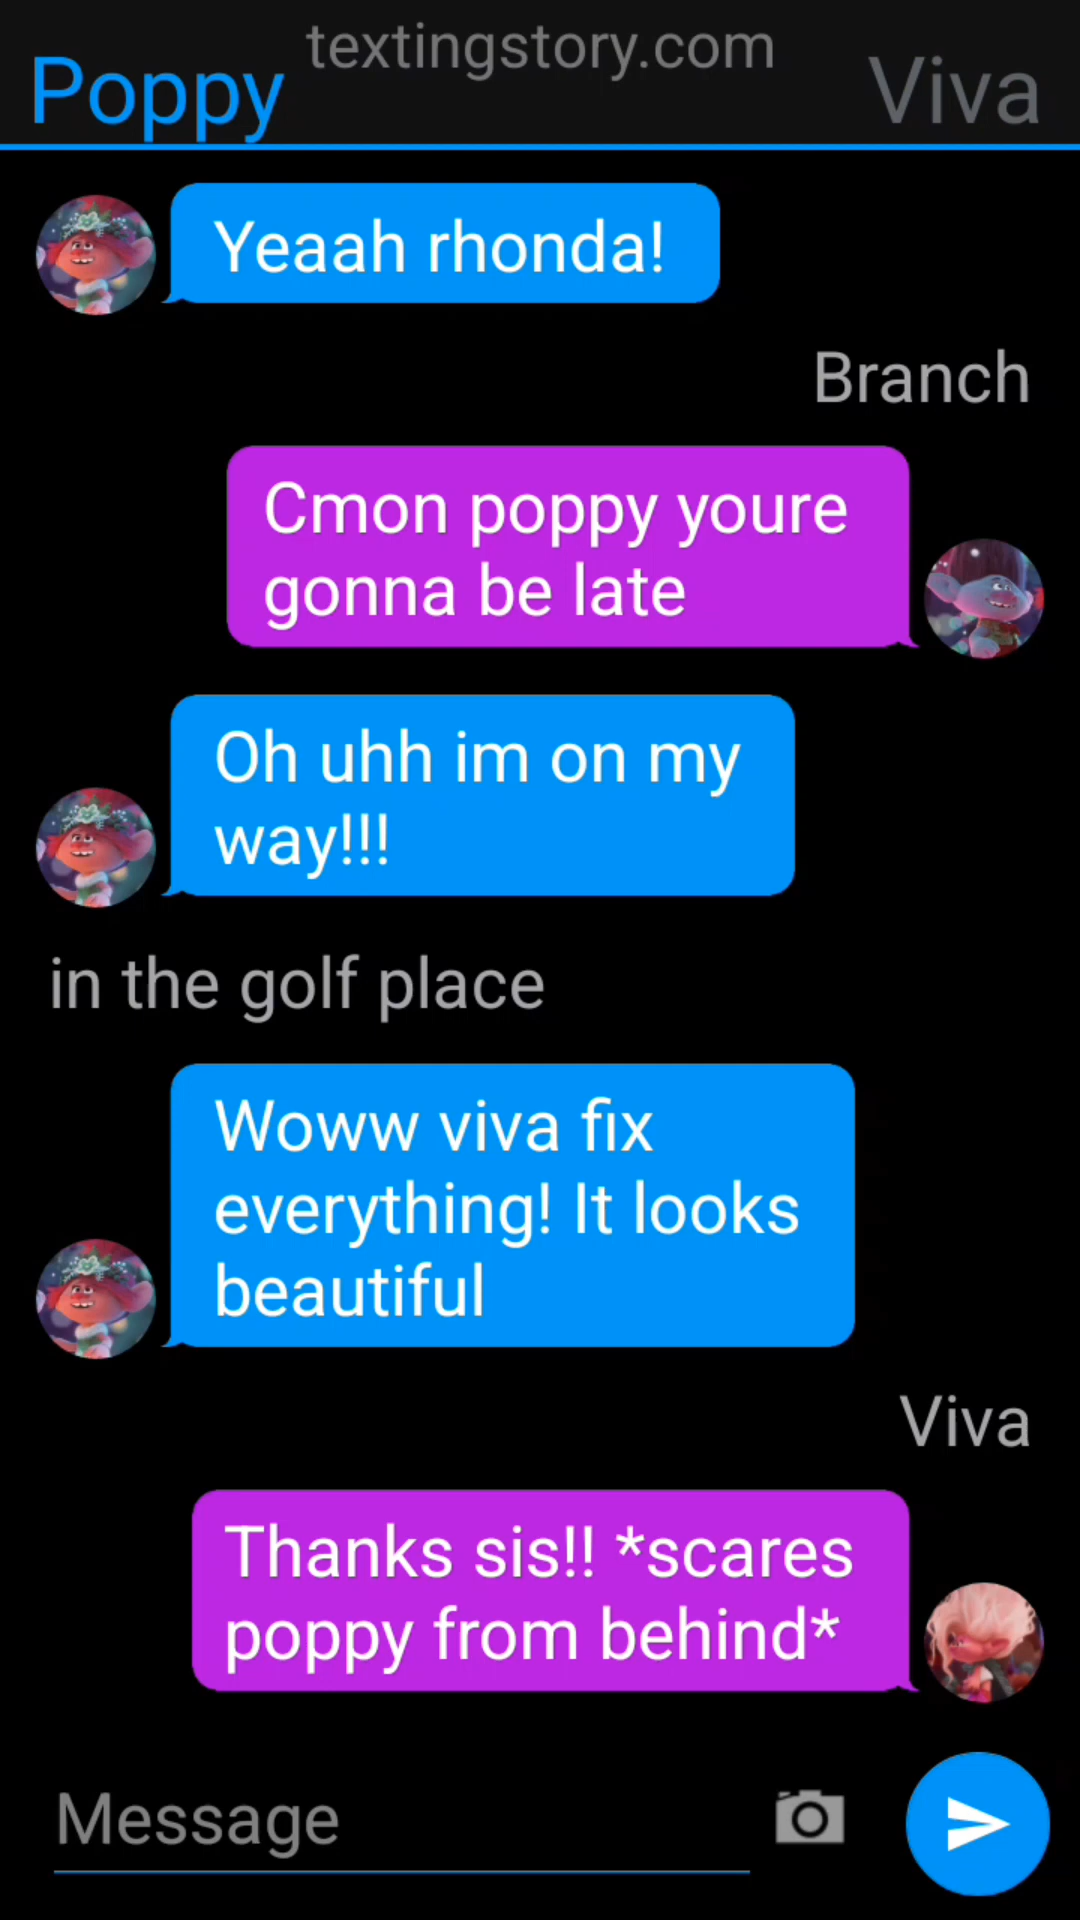 textingstory.com
Poppy
Viva
Yeaah rhonda!
Branch
Cmon poppy youre
gonna be late
Oh uhh im on my
way!!!
in the golf place
Woww viva fix
everything! It looks
beautiful
Viva
Thanks sis!! *scares
poppy from behind*
Message